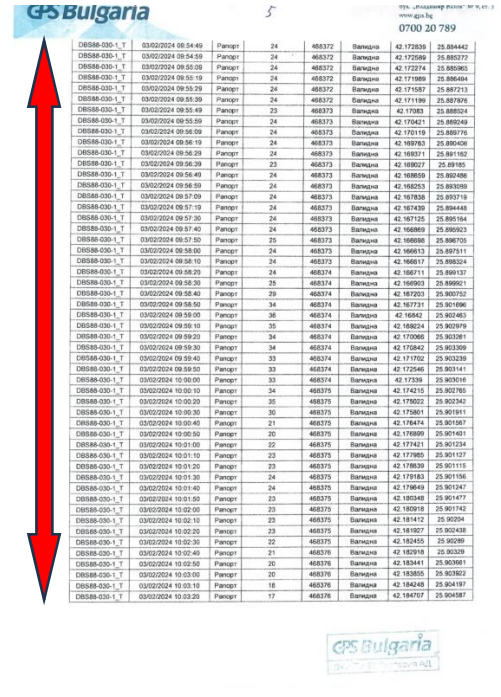 GPS Bulgaria
5
www.gps.bg
0700 20 789
DBS88-030-1_T 03/02/2024 09:54:49 Рапорт 24 468372 Валидна 42.172839 25.884442
DBS88-030-1_T 03/02/2024 09:54:59 Рапорт 24 468372 Валидна 42.172589 25.885272
DBS88-030-1_T 03/02/2024 09:55:09 Рапорт 24 468372 Валидна 42.172274 25.885965
DBS88-030-1_T 03/02/2024 09:55:19 Рапорт 24 468372 Валидна 42.171989 25.886494
DBS88-030-1_T 03/02/2024 09:55:29 Рапорт 24 468372 Валидна 42.171587 25.887213
DBS88-030-1_T 03/02/2024 09:55:39 Рапорт 24 468372 Валидна 42.171199 25.887876
DBS88-030-1_T 03/02/2024 09:55:49 Рапорт 23 468373 Валидна 42.17083 25.888524
DBS88-030-1_T 03/02/2024 09:55:59 Рапорт 24 468373 Валидна 42.170421 25.889249
DBS88-030-1_T 03/02/2024 09:56:09 Рапорт 24 468373 Валидна 42.170119 25.889776
DBS88-030-1_T 03/02/2024 09:56:19 Рапорт 24 468373 Валидна 42.169763 25.890408
DBS88-030-1_T 03/02/2024 09:56:29 Рапорт 24 468373 Валидна 42.169371 25.891162
DBS88-030-1_T 03/02/2024 09:56:39 Рапорт 23 468373 Валидна 42.169027 25.89185
DBS88-030-1_T 03/02/2024 09:56:49 Рапорт 24 468373 Валидна 42.168659 25.892486
DBS88-030-1_T 03/02/2024 09:56:59 Рапорт 24 468373 Валидна 42.168253 25.893099
DBS88-030-1_T 03/02/2024 09:57:09 Рапорт 24 468373 Валидна 42.167838 25.893719
DBS88-030-1_T 03/02/2024 09:57:19 Рапорт 24 468373 Валидна 42.167439 25.894448
DBS88-030-1_T 03/02/2024 09:57:30 Рапорт 24 468373 Валидна 42.167125 25.895164
DBS88-030-1_T 03/02/2024 09:57:40 Рапорт 24 468373 Валидна 42.166869 25.895923
DBS88-030-1_T 03/02/2024 09:57:50 Рапорт 25 468373 Валидна 42.166698 25.896705
DBS88-030-1_T 03/02/2024 09:58:00 Рапорт 24 468373 Валидна 42.166613 25.897511
DBS88-030-1_T 03/02/2024 09:58:10 Рапорт 24 468374 Валидна 42.166617 25.898324
DBS88-030-1_T 03/02/2024 09:58:20 Рапорт 24 468374 Валидна 42.166711 25.899137
DBS88-030-1_T 03/02/2024 09:58:30 Рапорт 25 468374 Валидна 42.166903 25.899921
DBS88-030-1_T 03/02/2024 09:58:40 Рапорт 29 468374 Валидна 42.167203 25.900752
DBS88-030-1_T 03/02/2024 09:58:50 Рапорт 34 468374 Валидна 42.167731 25.901696
DBS88-030-1_T 03/02/2024 09:59:00 Рапорт 36 468374 Валидна 42.16842 25.902463
DBS88-030-1_T 03/02/2024 09:59:10 Рапорт 35 468374 Валидна 42.169224 25.902979
DBS88-030-1_T 03/02/2024 09:59:20 Рапорт 34 468374 Валидна 42.170066 25.903261
DBS88-030-1_T 03/02/2024 09:59:30 Рапорт 34 468374 Валидна 42.170842 25.903309
DBS88-030-1_T 03/02/2024 09:59:40 Рапорт 33 468374 Валидна 42.171702 25.903239
DBS88-030-1_T 03/02/2024 09:59:50 Рапорт 33 468374 Валидна 42.172546 25.903141
DBS88-030-1_T 03/02/2024 10:00:00 Рапорт 33 468374 Валидна 42.17339 25.903016
DBS88-030-1_T 03/02/2024 10:00:10 Рапорт 34 468375 Валидна 42.174215 25.902765
DBS88-030-1_T 03/02/2024 10:00:20 Рапорт 35 468375 Валидна 42.175022 25.902342
DBS88-030-1_T 03/02/2024 10:00:30 Рапорт 30 468375 Валидна 42.175801 25.901911
DBS88-030-1_T 03/02/2024 10:00:40 Рапорт 21 468375 Валидна 42.176474 25.901567
DBS88-030-1_T 03/02/2024 10:00:50 Рапорт 20 468375 Валидна 42.176899 25.901401
DBS88-030-1_T 03/02/2024 10:01:00 Рапорт 22 468375 Валидна 42.177421 25.901234
DBS88-030-1_T 03/02/2024 10:01:10 Рапорт 23 468375 Валидна 42.177985 25.901127
DBS88-030-1_T 03/02/2024 10:01:20 Рапорт 23 468375 Валидна 42.178639 25.901115
DBS88-030-1_T 03/02/2024 10:01:30 Рапорт 24 468375 Валидна 42.179183 25.901156
DBS88-030-1_T 03/02/2024 10:01:40 Рапорт 24 468375 Валидна 42.179649 25.901247
DBS88-030-1_T 03/02/2024 10:01:50 Рапорт 23 468375 Валидна 42.180348 25.901477
DBS88-030-1_T 03/02/2024 10:02:00 Рапорт 23 468375 Валидна 42.180918 25.901742
DBS88-030-1_T 03/02/2024 10:02:10 Рапорт 23 468375 Валидна 42.181412 25.90204
DBS88-030-1_T 03/02/2024 10:02:20 Рапорт 23 468375 Валидна 42.181927 25.902438
DBS88-030-1_T 03/02/2024 10:02:30 Рапорт 22 468375 Валидна 42.182455 25.90289
DBS88-030-1_T 03/02/2024 10:02:40 Рапорт 21 468376 Валидна 42.182918 25.90329
DBS88-030-1_T 03/02/2024 10:02:50 Рапорт 20 468376 Валидна 42.183441 25.903681
DBS88-030-1_T 03/02/2024 10:03:00 Рапорт 20 468376 Валидна 42.183855 25.903922
DBS88-030-1_T 03/02/2024 10:03:10 Рапорт 18 468376 Валидна 42.184248 25.904197
DBS88-030-1_T 03/02/2024 10:03:20 Рапорт 17 468376 Валидна 42.184707 25.904587
GPS Bulgaria